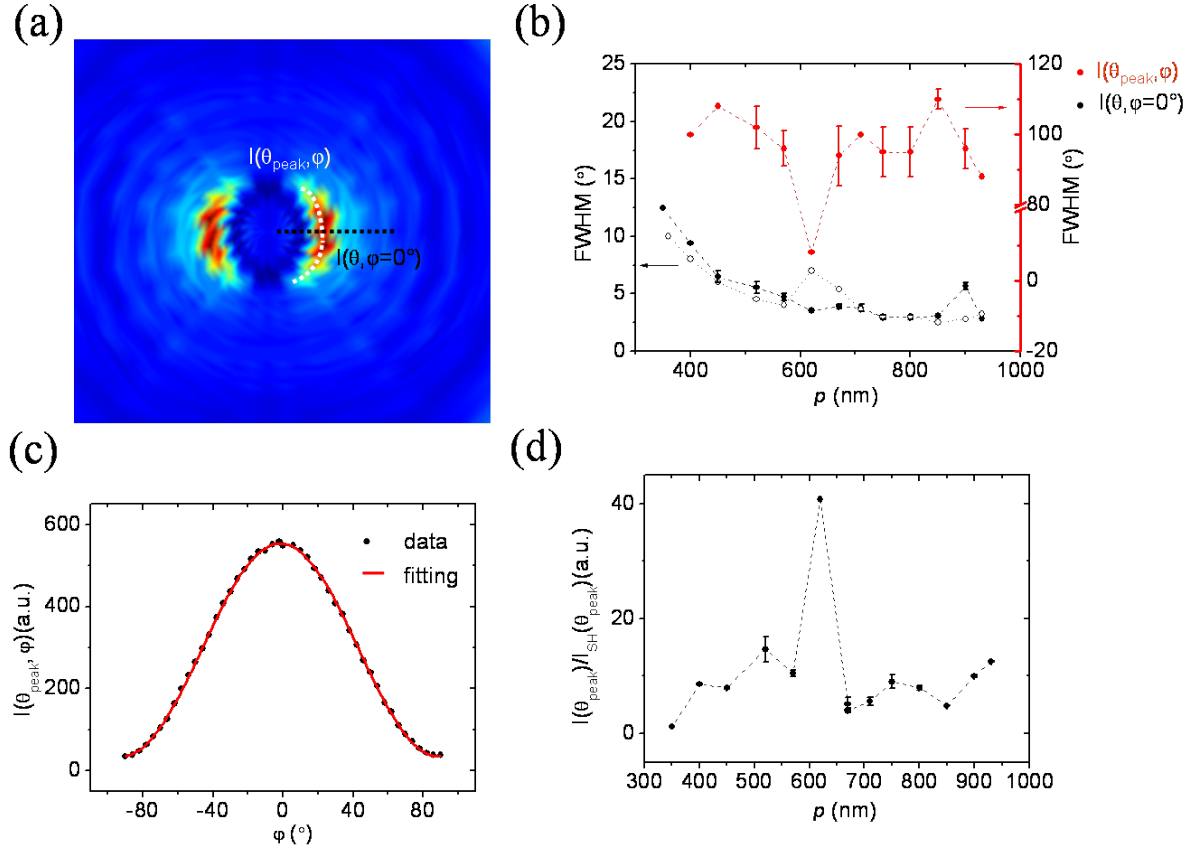 (a)
I(θpeak,φ)
I(θ, φ=0°)
(b)
25
20
15
10
5
0
FWHM (°)
400
600
800
1000
p (nm)
120
100
80
0
-20
FWHM (°)
I(θpeak,φ)
I(θ,φ=0°)
(c)
600
400
200
0
I(θpeak, φ)(a.u.)
-80
-40
0
40
80
φ (°)
data
fitting
(d)
40
20
0
I(θpeak)/ISH(θpeak)(a.u.)
300
400
500
600
700
800
900
1000
p (nm)